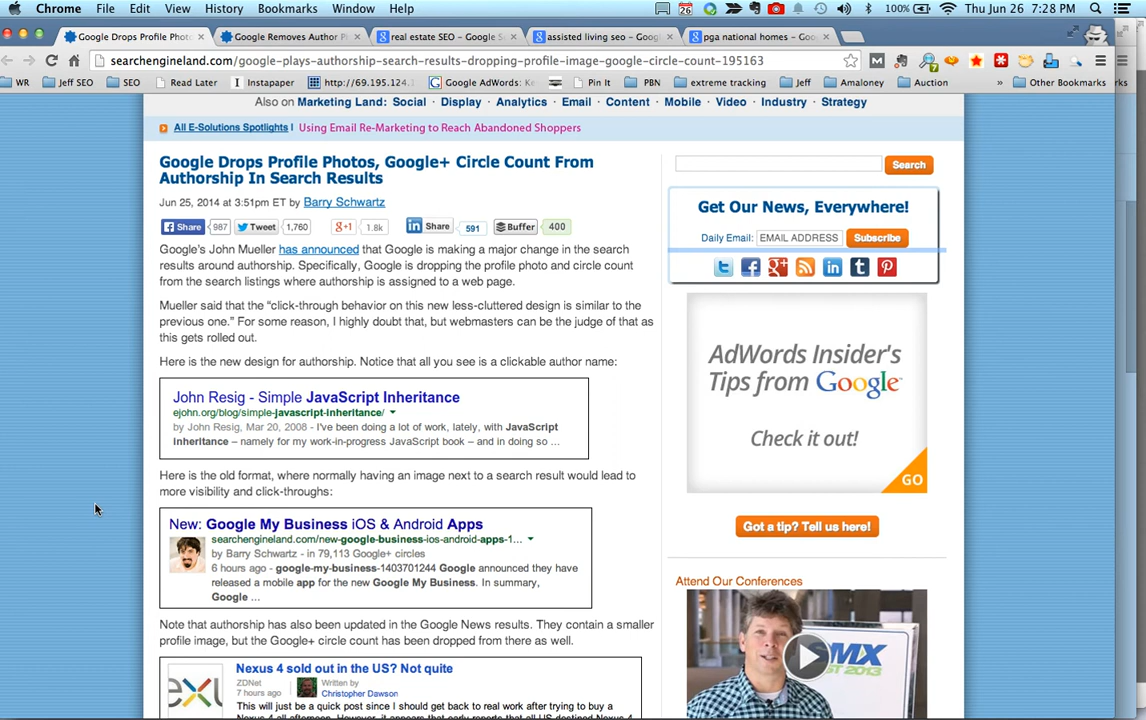 Chrome File Edit View History Bookmarks Window Help 26 100% Thu Jun 26 7:28 PM
Google Drops Profile Phot Google Removes Author P real estate SEO - Google S assisted living seo - Goog pga national homes - Goo
searchengineland.com/google-plays-authorship-search-results-dropping-profile-image-google-circle-count-195163
WR Jeff SEO SEO Read Later Instapaper http://69.195.124. Google AdWords: Ke Pin It PBN extreme tracking Jeff Amaloney Auction » Other Bookmarks
Also on Marketing Land: Social · Display · Analytics · Email · Content · Mobile · Video · Industry · Strategy
All E-Solutions Spotlights | Using Email Re-Marketing to Reach Abandoned Shoppers
Google Drops Profile Photos, Google+ Circle Count From
Authorship In Search Results
Jun 25, 2014 at 3:51pm ET by Barry Schwartz
Share 987 Tweet 1,760 g+1 1.8k in Share 591 Buffer 400
Google's John Mueller has announced that Google is making a major change in the search
results around authorship. Specifically, Google is dropping the profile photo and circle count
from the search listings where authorship is assigned to a web page.
Mueller said that the "click-through behavior on this new less-cluttered design is similar to the
previous one." For some reason, I highly doubt that, but webmasters can be the judge of that as
this gets rolled out.
Here is the new design for authorship. Notice that all you see is a clickable author name:
John Resig - Simple JavaScript Inheritance
ejohn.org/blog/simple-javascript-inheritance/
by John Resig, Mar 20, 2008 - I've been doing a lot of work, lately, with JavaScript
Inheritance – namely for my work-in-progress JavaScript book – and in doing so ...
Here is the old format, where normally having an image next to a search result would lead to
more visibility and click-throughs:
New: Google My Business iOS & Android Apps
searchengineland.com/new-google-business-ios-android-apps-1...
by Barry Schwartz - in 79,113 Google+ circles
6 hours ago - google-my-business-1403701244 Google announced they have
released a mobile app for the new Google My Business. In summary,
Google ...
Note that authorship has also been updated in the Google News results. They contain a smaller
profile image, but the Google+ circle count has been dropped from there as well.
Nexus 4 sold out in the US? Not quite
ZDNet
7 hours ago
Written by
Christopher Dawson
This will just be a quick post since I should get back to real work after trying to buy a
Search
Get Our News, Everywhere!
Daily Email: EMAIL ADDRESS Subscribe
AdWords Insider's
Tips from Google
Check it out!
GO
Got a tip? Tell us here!
Attend Our Conferences
SMX
ST 2013